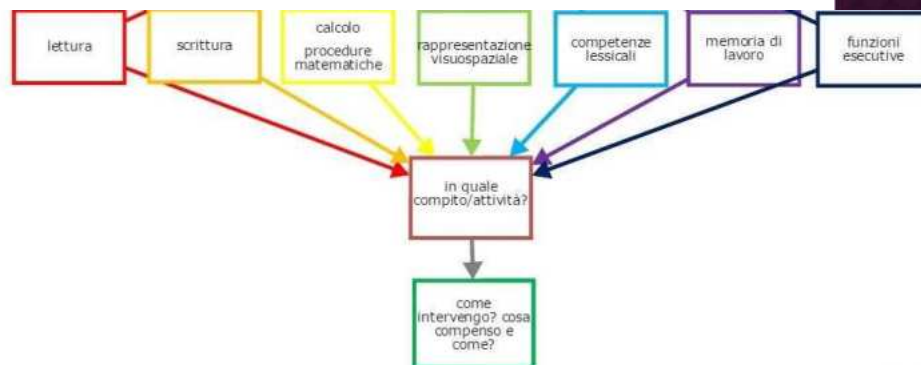 lettura
scrittura
calcolo
procedure
matematiche
rappresentazione
visuospaziale
competenze
lessicali
memoria di
lavoro
funzioni
esecutive
in quale
compito/attività?
come
intervengo? cosa
compenso e
come?